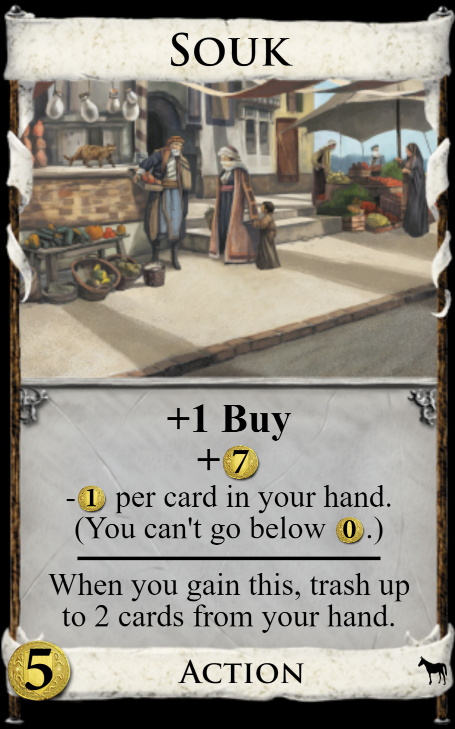 Souk
+1 Buy
+7
-1 per card in your hand.
(You can't go below 0.)
When you gain this, trash up
to 2 cards from your hand.
5 Action